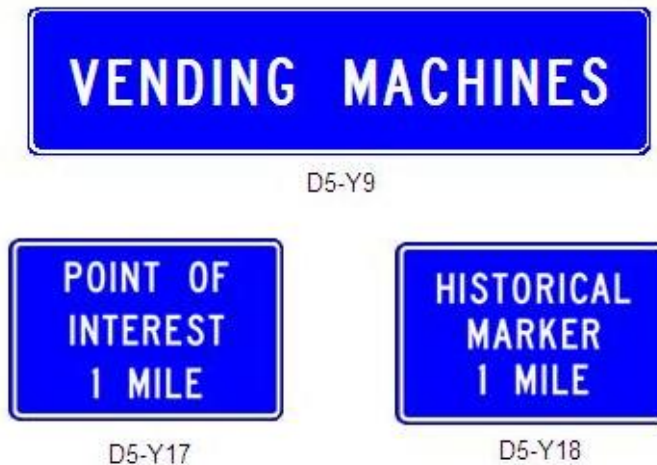 VENDING MACHINES
D5-Y9
POINT OF
INTEREST
1 MILE
D5-Y17
HISTORICAL
MARKER
1 MILE
D5-Y18